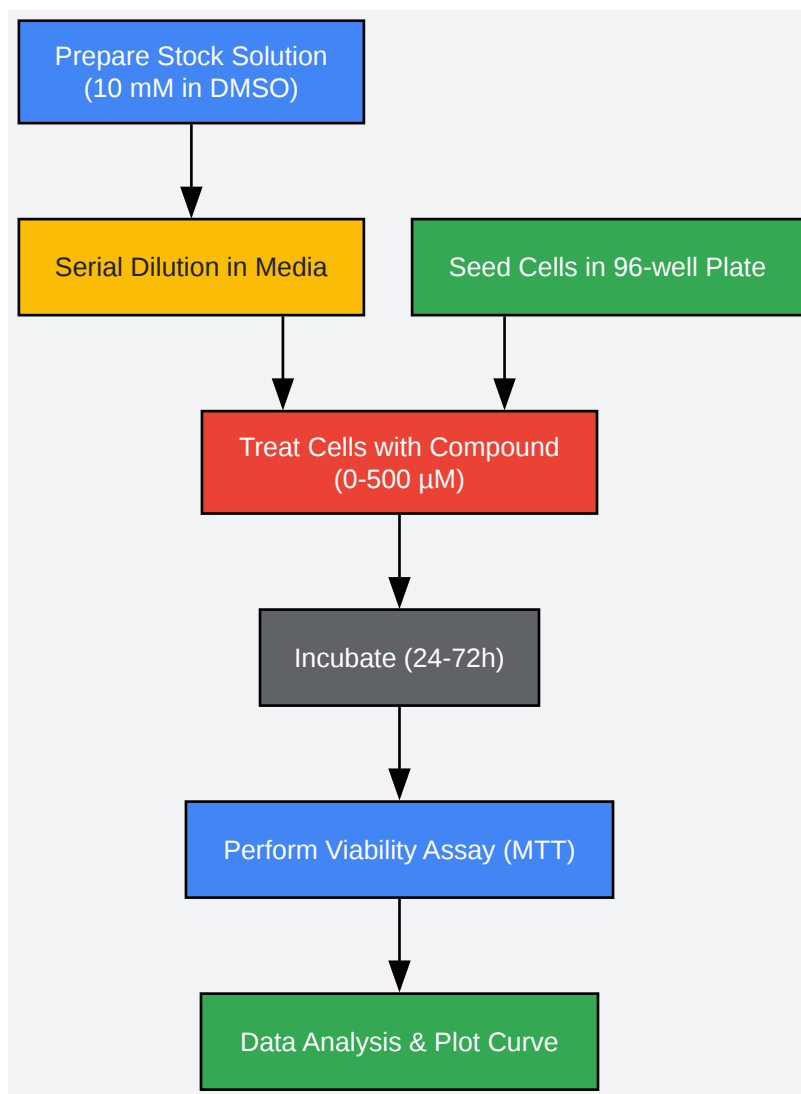 Prepare Stock Solution
(10 mM in DMSO)
Serial Dilution in Media
Seed Cells in 96-well Plate
Treat Cells with Compound
(0-500 µM)
Incubate (24-72h)
Perform Viability Assay (MTT)
Data Analysis & Plot Curve